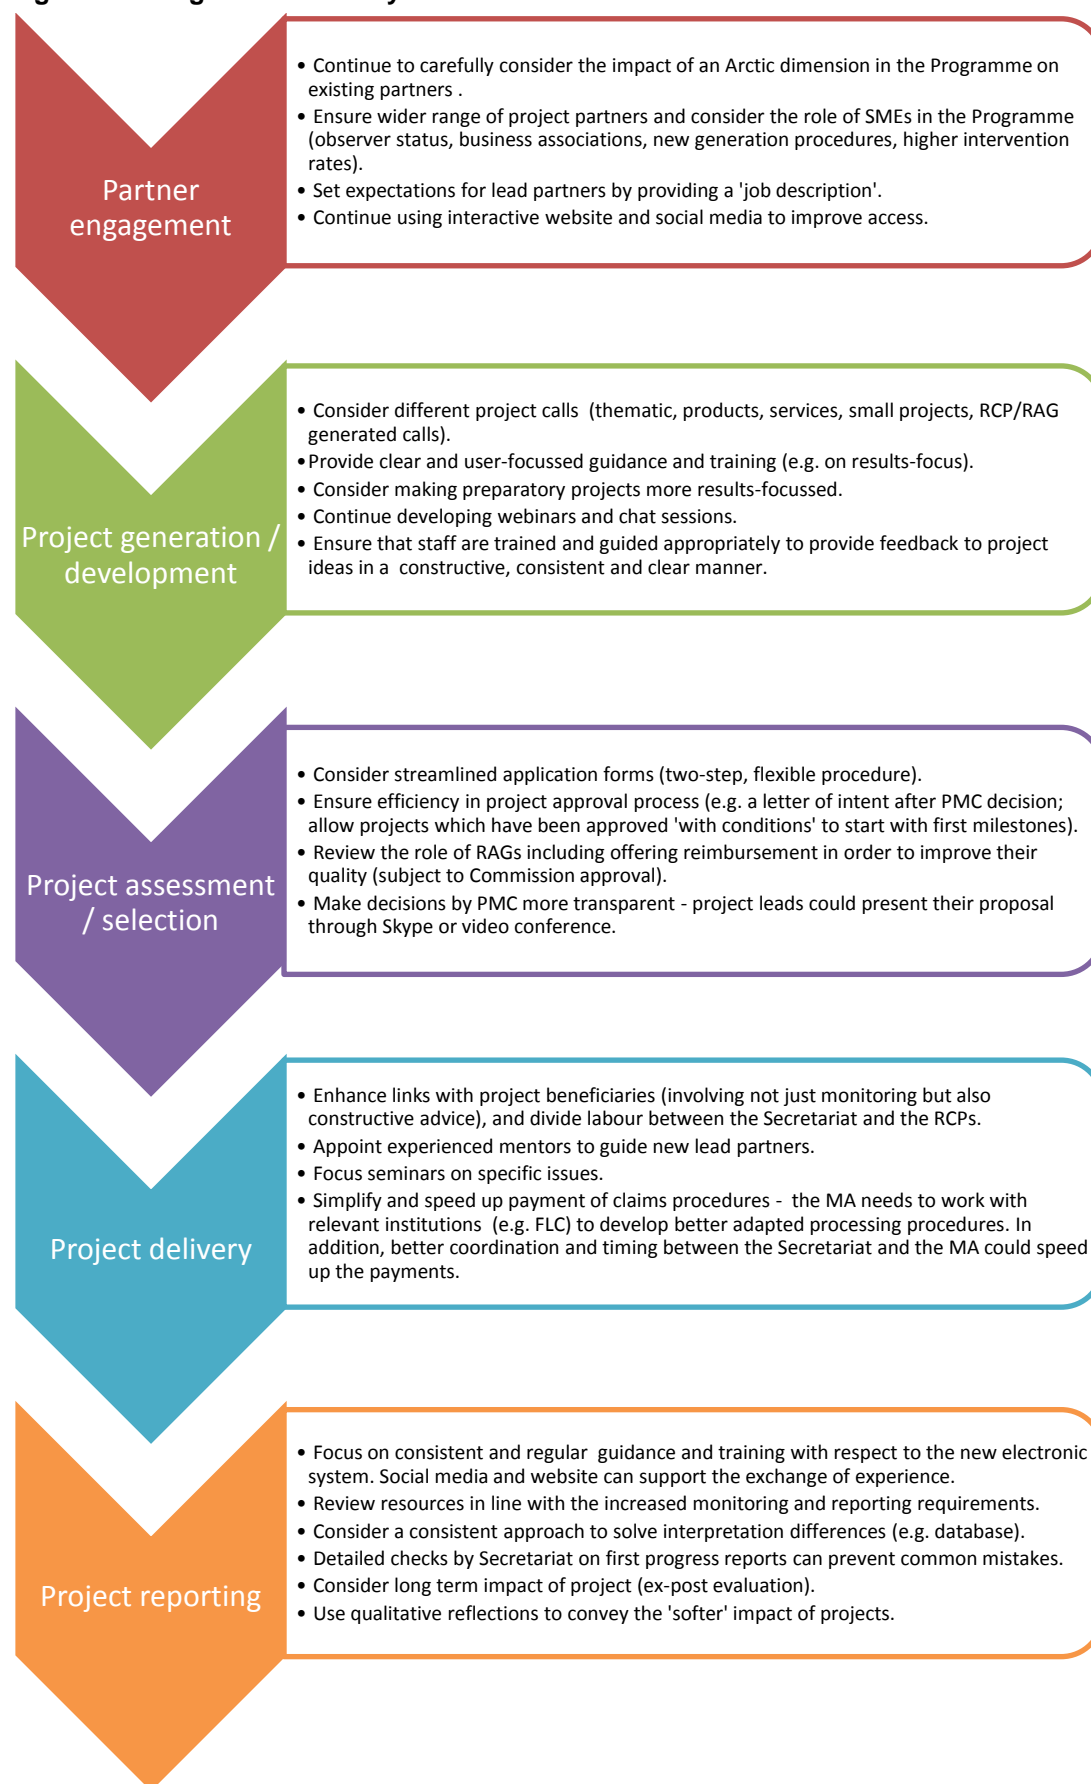 Partner
engagement
• Continue to carefully consider the impact of an Arctic dimension in the Programme on
existing partners .
• Ensure wider range of project partners and consider the role of SMEs in the Programme
(observer status, business associations, new generation procedures, higher intervention
rates).
• Set expectations for lead partners by providing a 'job description'.
• Continue using interactive website and social media to improve access.
Project generation /
development
• Consider different project calls (thematic, products, services, small projects, RCP/RAG
generated calls).
•Provide clear and user-focussed guidance and training (e.g. on results-focus).
• Consider making preparatory projects more results-focussed.
• Continue developing webinars and chat sessions.
• Ensure that staff are trained and guided appropriately to provide feedback to project
ideas in a constructive, consistent and clear manner.
Project assessment
/ selection
• Consider streamlined application forms (two-step, flexible procedure).
• Ensure efficiency in project approval process (e.g. a letter of intent after PMC decision;
allow projects which have been approved 'with conditions' to start with first milestones).
• Review the role of RAGs including offering reimbursement in order to improve their
quality (subject to Commission approval).
• Make decisions by PMC more transparent - project leads could present their proposal
through Skype or video conference.
Project delivery
• Enhance links with project beneficiaries (involving not just monitoring but also
constructive advice), and divide labour between the Secretariat and the RCPs.
• Appoint experienced mentors to guide new lead partners.
• Focus seminars on specific issues.
• Simplify and speed up payment of claims procedures - the MA needs to work with
relevant institutions (e.g. FLC) to develop better adapted processing procedures. In
addition, better coordination and timing between the Secretariat and the MA could speed
up the payments.
Project reporting
• Focus on consistent and regular guidance and training with respect to the new electronic
system. Social media and website can support the exchange of experience.
• Review resources in line with the increased monitoring and reporting requirements.
• Consider a consistent approach to solve interpretation differences (e.g. database).
• Detailed checks by Secretariat on first progress reports can prevent common mistakes.
• Consider long term impact of project (ex-post evaluation).
• Use qualitative reflections to convey the 'softer' impact of projects.